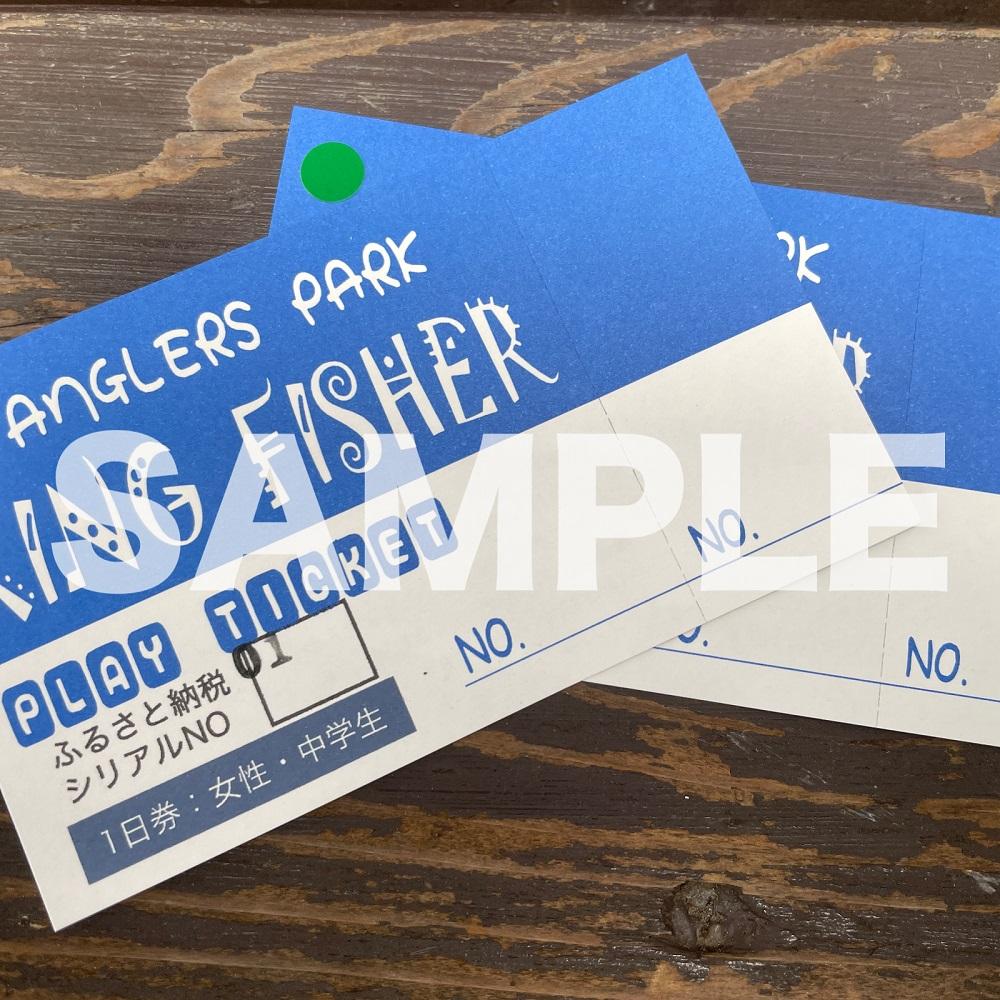 ANGLERS PARK
KING FISHER
PLAY TICKET
ふるさと納税
シリアルNO
01
1日券：女性・中学生
NO.
NO.
NO.
SAMPLE